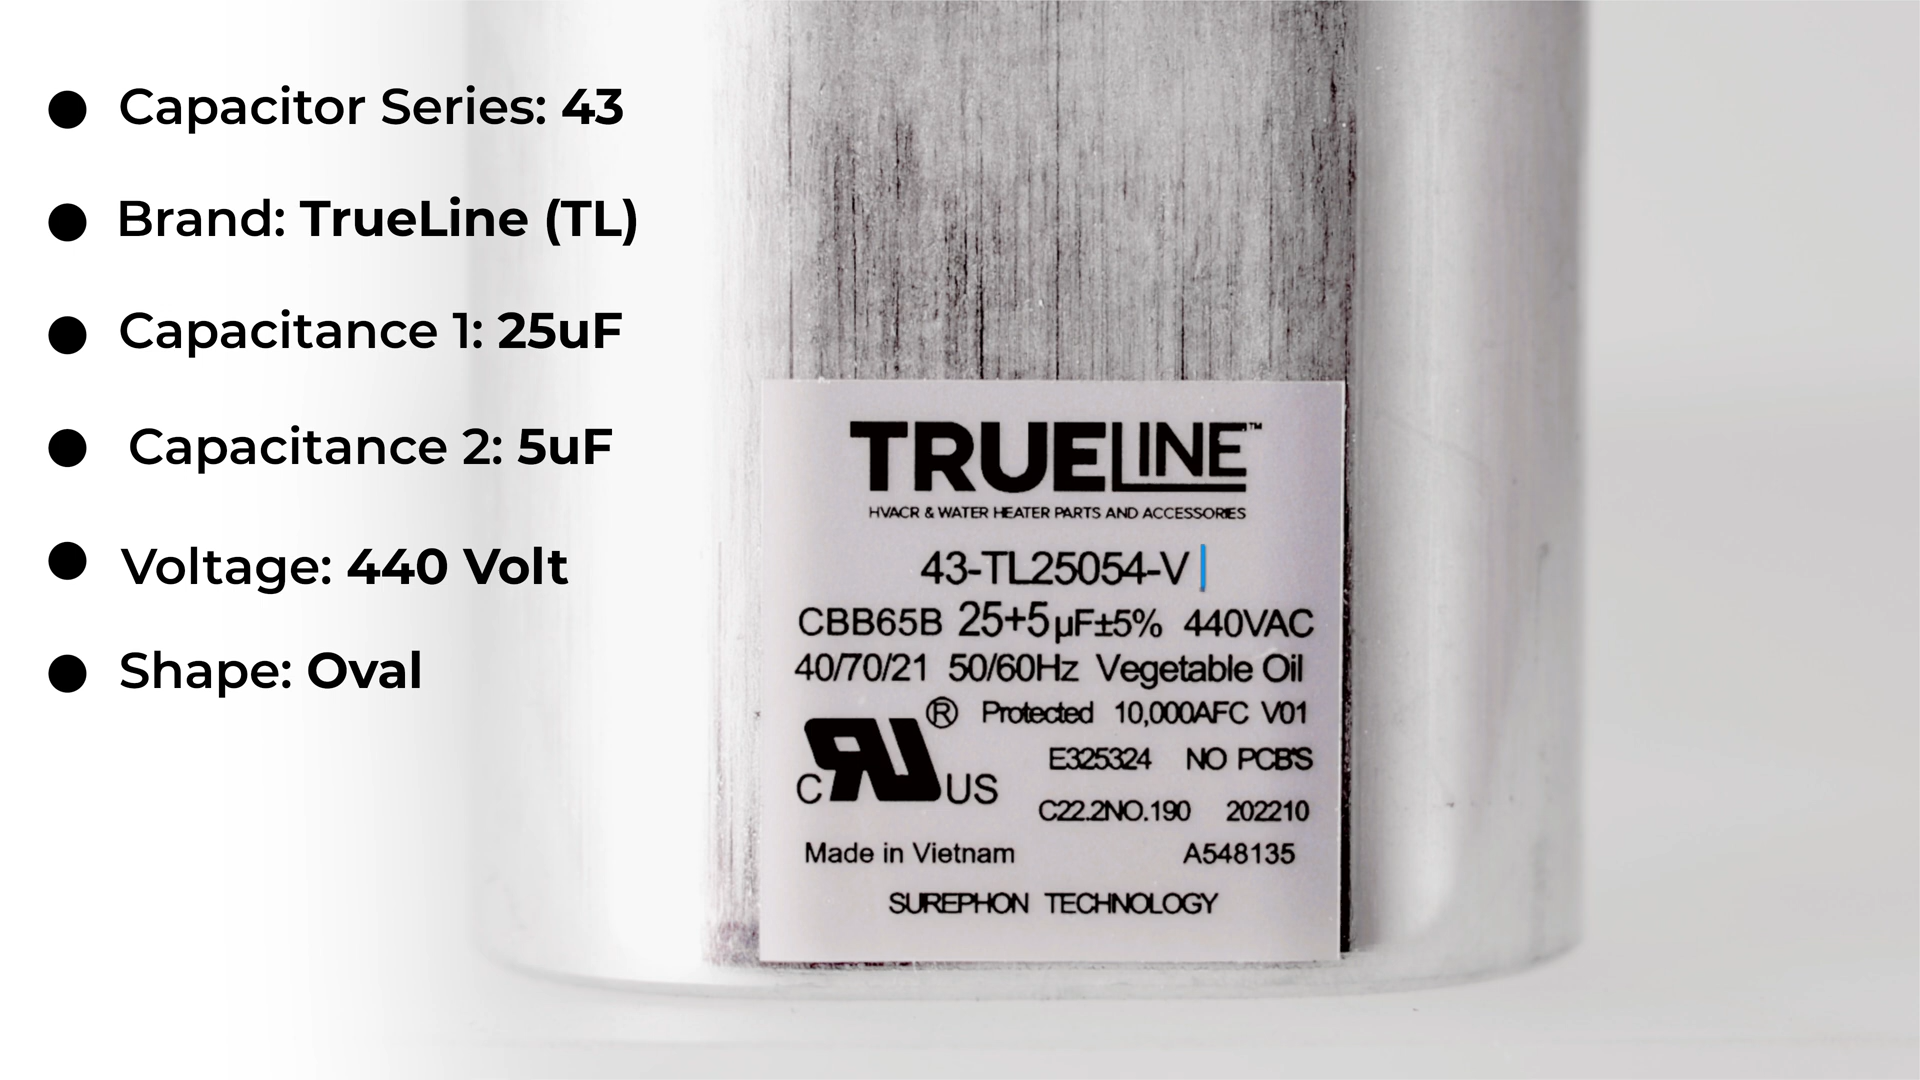 Capacitor Series: 43
Brand: TrueLine (TL)
Capacitance 1: 25uF
Capacitance 2: 5uF
Voltage: 440 Volt
Shape: Oval
TRUELINE™
HVACR & WATER HEATER PARTS AND ACCESSORIES
43-TL25054-V
CBB65B 25+5µF±5% 440VAC
40/70/21 50/60Hz Vegetable Oil
® Protected 10,000AFC V01
E325324 NO PCB'S
C RU US
C22.2NO.190 202210
Made in Vietnam A548135
SUREPHON TECHNOLOGY